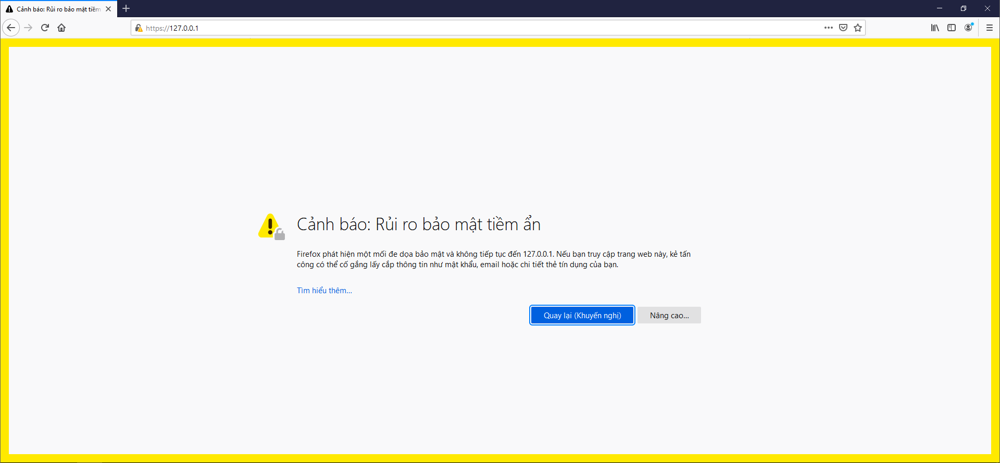 Cảnh báo: Rủi ro bảo mật tiềm
https://127.0.0.1
Cảnh báo: Rủi ro bảo mật tiềm ẩn
Firefox phát hiện một mối đe dọa bảo mật và không tiếp tục đến 127.0.0.1. Nếu bạn truy cập trang web này, kẻ tấn
công có thể cố gắng lấy cắp thông tin như mật khẩu, email hoặc chi tiết thẻ tín dụng của bạn.
Tìm hiểu thêm...
Quay lại (Khuyến nghị)
Nâng cao...